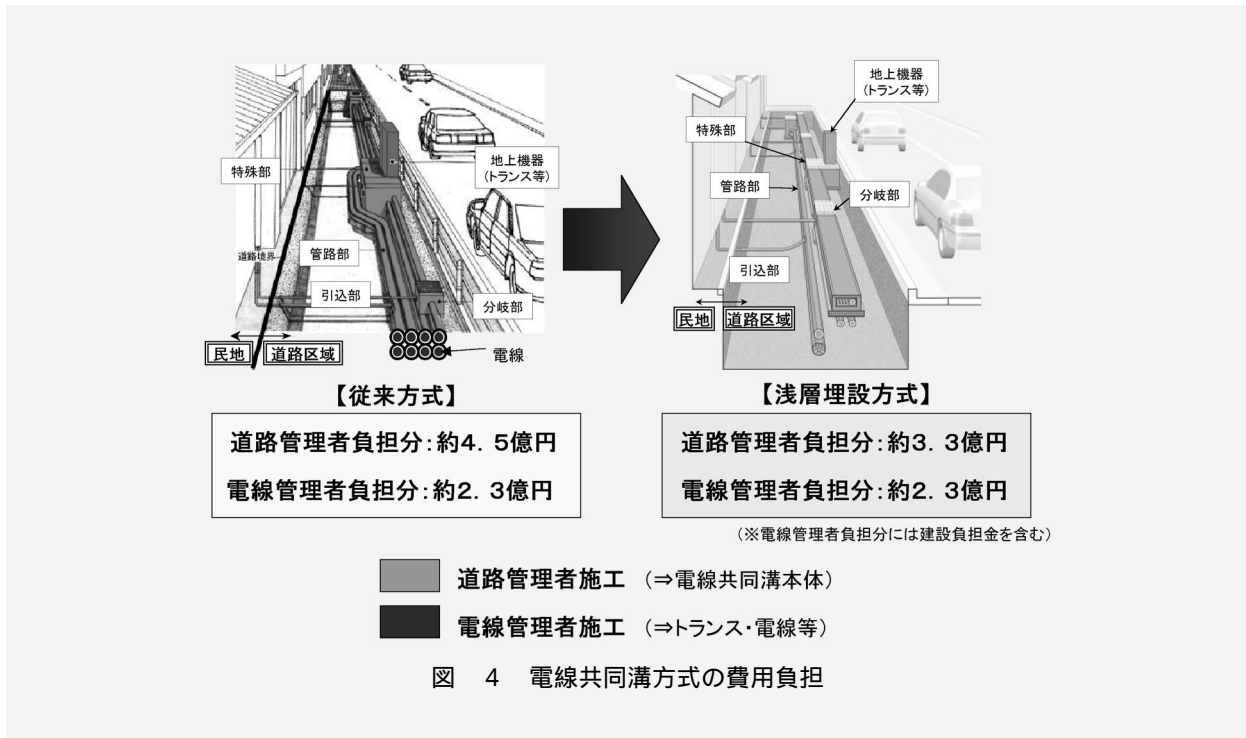 特殊部
地上機器
(トランス等)
道路境界
管路部
引込部
分岐部
民地
道路区域
電線
【従来方式】
道路管理者負担分:約4.5億円
電線管理者負担分:約2.3億円
地上機器
(トランス等)
特殊部
管路部
分岐部
引込部
民地
道路区域
【浅層埋設方式】
道路管理者負担分:約3.3億円
電線管理者負担分:約2.3億円
(※電線管理者負担分には建設負担金を含む)
道路管理者施工 (⇒電線共同溝本体)
電線管理者施工 (⇒トランス・電線等)
図 4 電線共同溝方式の費用負担